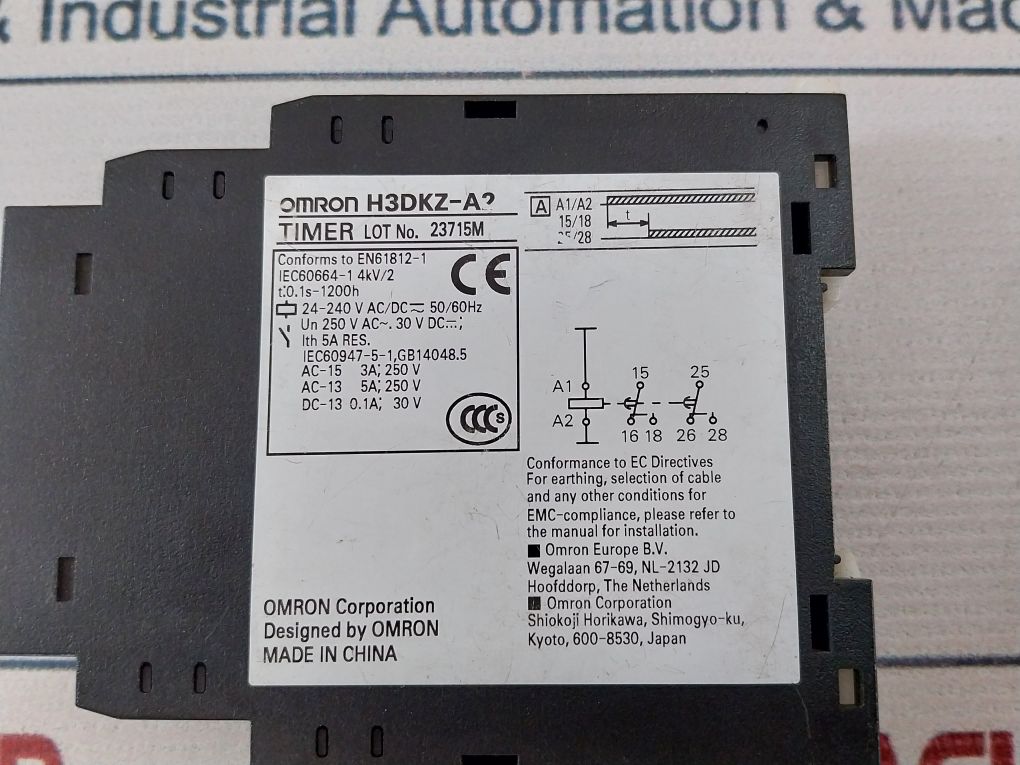 & Industrial Automation & Mac
OMRON H3DKZ-A2
TIMER LOT No. 23715M
Conforms to EN61812-1
IEC60664-1 4kV/2
t:0.1s-1200h
24-240 V AC/DC⎓ 50/60Hz
Un 250 V AC~. 30 V DC⎓;
Ith 5A RES.
IEC60947-5-1,GB14048.5
AC-15 3A; 250 V
AC-13 5A; 250 V
DC-13 0.1A; 30 V
CE
CCC S
OMRON Corporation
Designed by OMRON
MADE IN CHINA
A A1/A2
15/18 t
25/28
15 25
A1
A2
16 18 26 28
Conformance to EC Directives
For earthing, selection of cable
and any other conditions for
EMC-compliance, please refer to
the manual for installation.
■ Omron Europe B.V.
Wegalaan 67-69, NL-2132 JD
Hoofddorp, The Netherlands
■ Omron Corporation
Shiokoji Horikawa, Shimogyo-ku,
Kyoto, 600-8530, Japan